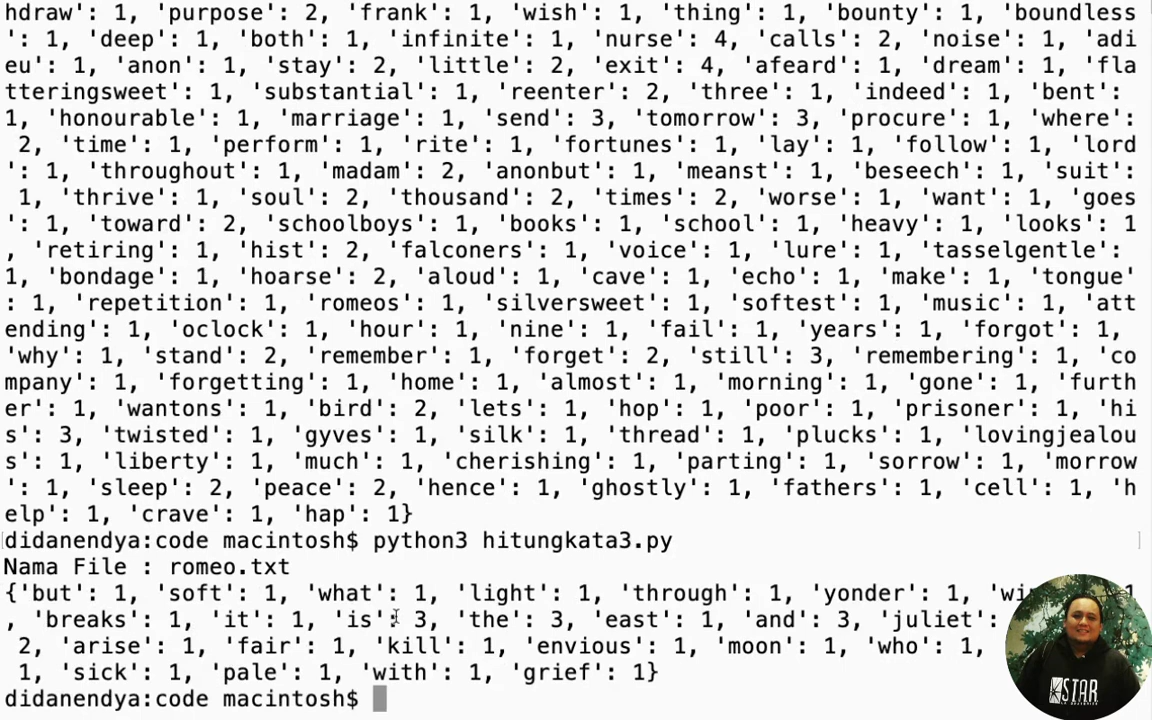 hdraw': 1, 'purpose': 2, 'frank': 1, 'wish': 1, 'thing': 1, 'bounty': 1, 'boundless
': 1, 'deep': 1, 'both': 1, 'infinite': 1, 'nurse': 4, 'calls': 2, 'noise': 1, 'adi
eu': 1, 'anon': 1, 'stay': 2, 'little': 2, 'exit': 4, 'afeard': 1, 'dream': 1, 'fla
tteringsweet': 1, 'substantial': 1, 'reenter': 2, 'three': 1, 'indeed': 1, 'bent':
1, 'honourable': 1, 'marriage': 1, 'send': 3, 'tomorrow': 3, 'procure': 1, 'where':
2, 'time': 1, 'perform': 1, 'rite': 1, 'fortunes': 1, 'lay': 1, 'follow': 1, 'lord
': 1, 'throughout': 1, 'madam': 2, 'anonbut': 1, 'meanst': 1, 'beseech': 1, 'suit':
1, 'thrive': 1, 'soul': 2, 'thousand': 2, 'times': 2, 'worse': 1, 'want': 1, 'goes
': 1, 'toward': 2, 'schoolboys': 1, 'books': 1, 'school': 1, 'heavy': 1, 'looks': 1
, 'retiring': 1, 'hist': 2, 'falconers': 1, 'voice': 1, 'lure': 1, 'tasselgentle':
1, 'bondage': 1, 'hoarse': 2, 'aloud': 1, 'cave': 1, 'echo': 1, 'make': 1, 'tongue'
: 1, 'repetition': 1, 'romeos': 1, 'silversweet': 1, 'softest': 1, 'music': 1, 'att
ending': 1, 'oclock': 1, 'hour': 1, 'nine': 1, 'fail': 1, 'years': 1, 'forgot': 1,
'why': 1, 'stand': 2, 'remember': 1, 'forget': 2, 'still': 3, 'remembering': 1, 'co
mpany': 1, 'forgetting': 1, 'home': 1, 'almost': 1, 'morning': 1, 'gone': 1, 'furth
er': 1, 'wantons': 1, 'bird': 2, 'lets': 1, 'hop': 1, 'poor': 1, 'prisoner': 1, 'hi
s': 3, 'twisted': 1, 'gyves': 1, 'silk': 1, 'thread': 1, 'plucks': 1, 'lovingjealou
s': 1, 'liberty': 1, 'much': 1, 'cherishing': 1, 'parting': 1, 'sorrow': 1, 'morrow
': 1, 'sleep': 2, 'peace': 2, 'hence': 1, 'ghostly': 1, 'fathers': 1, 'cell': 1, 'h
elp': 1, 'crave': 1, 'hap': 1}
didanendya:code macintosh$ python3 hitungkata3.py
Nama File : romeo.txt
{'but': 1, 'soft': 1, 'what': 1, 'light': 1, 'through': 1, 'yonder': 1,
, 'breaks': 1, 'it': 1, 'is': 3, 'the': 3, 'east': 1, 'and': 3, 'juliet':
2, 'arise': 1, 'fair': 1, 'kill': 1, 'envious': 1, 'moon': 1, 'who': 1,
1, 'sick': 1, 'pale': 1, 'with': 1, 'grief': 1}
didanendya:code macintosh$
STAR